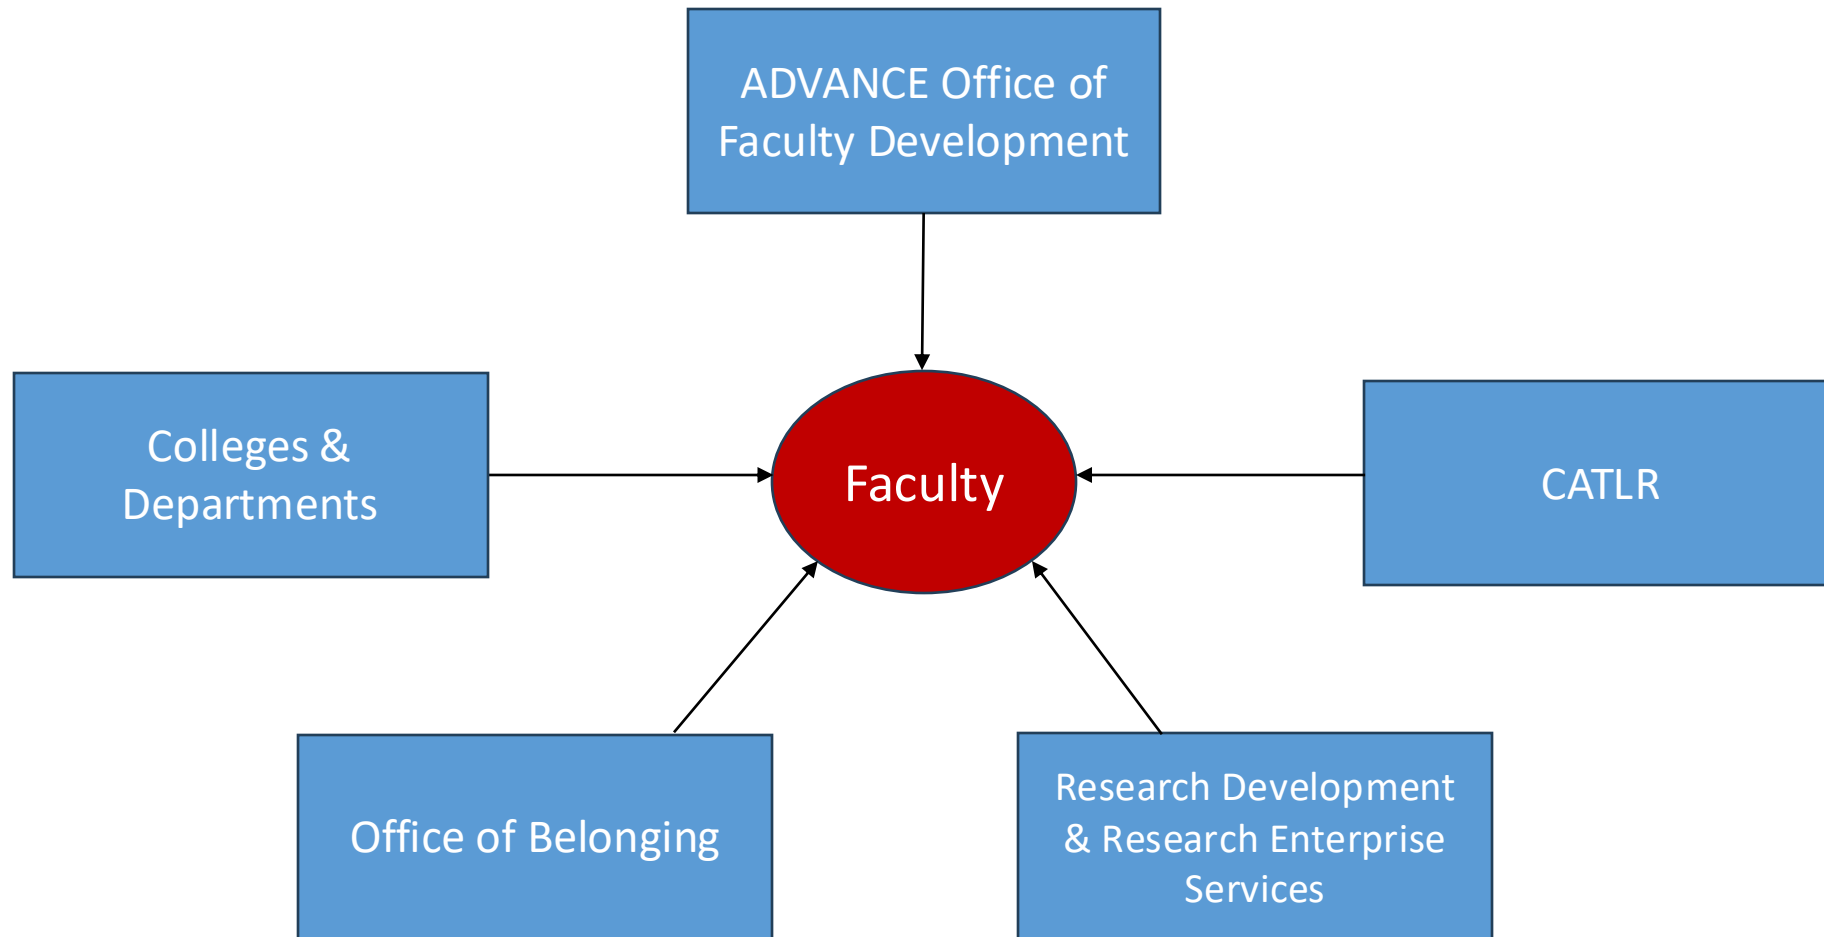 ADVANCE Office of
Faculty Development
Colleges &
Departments
Faculty
CATLR
Office of Belonging
Research Development
& Research Enterprise
Services